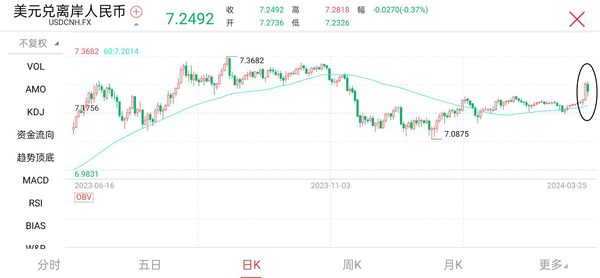 美元兑离岸人民币
USDCNH.FX
7.2492
收 7.2492 高 7.2818 幅 -0.0270(-0.37%)
开 7.2736 低 7.2326
不复权
7.3682 60:7.2014
VOL
AMO
KDJ
资金流向
趋势顶底
MACD
RSI
BIAS
W&R
7.3682
7.1756
7.0875
6.9831
2023-06-16 2023-11-03 2024-03-25
OBV
分时 五日 日K 周K 月K 更多